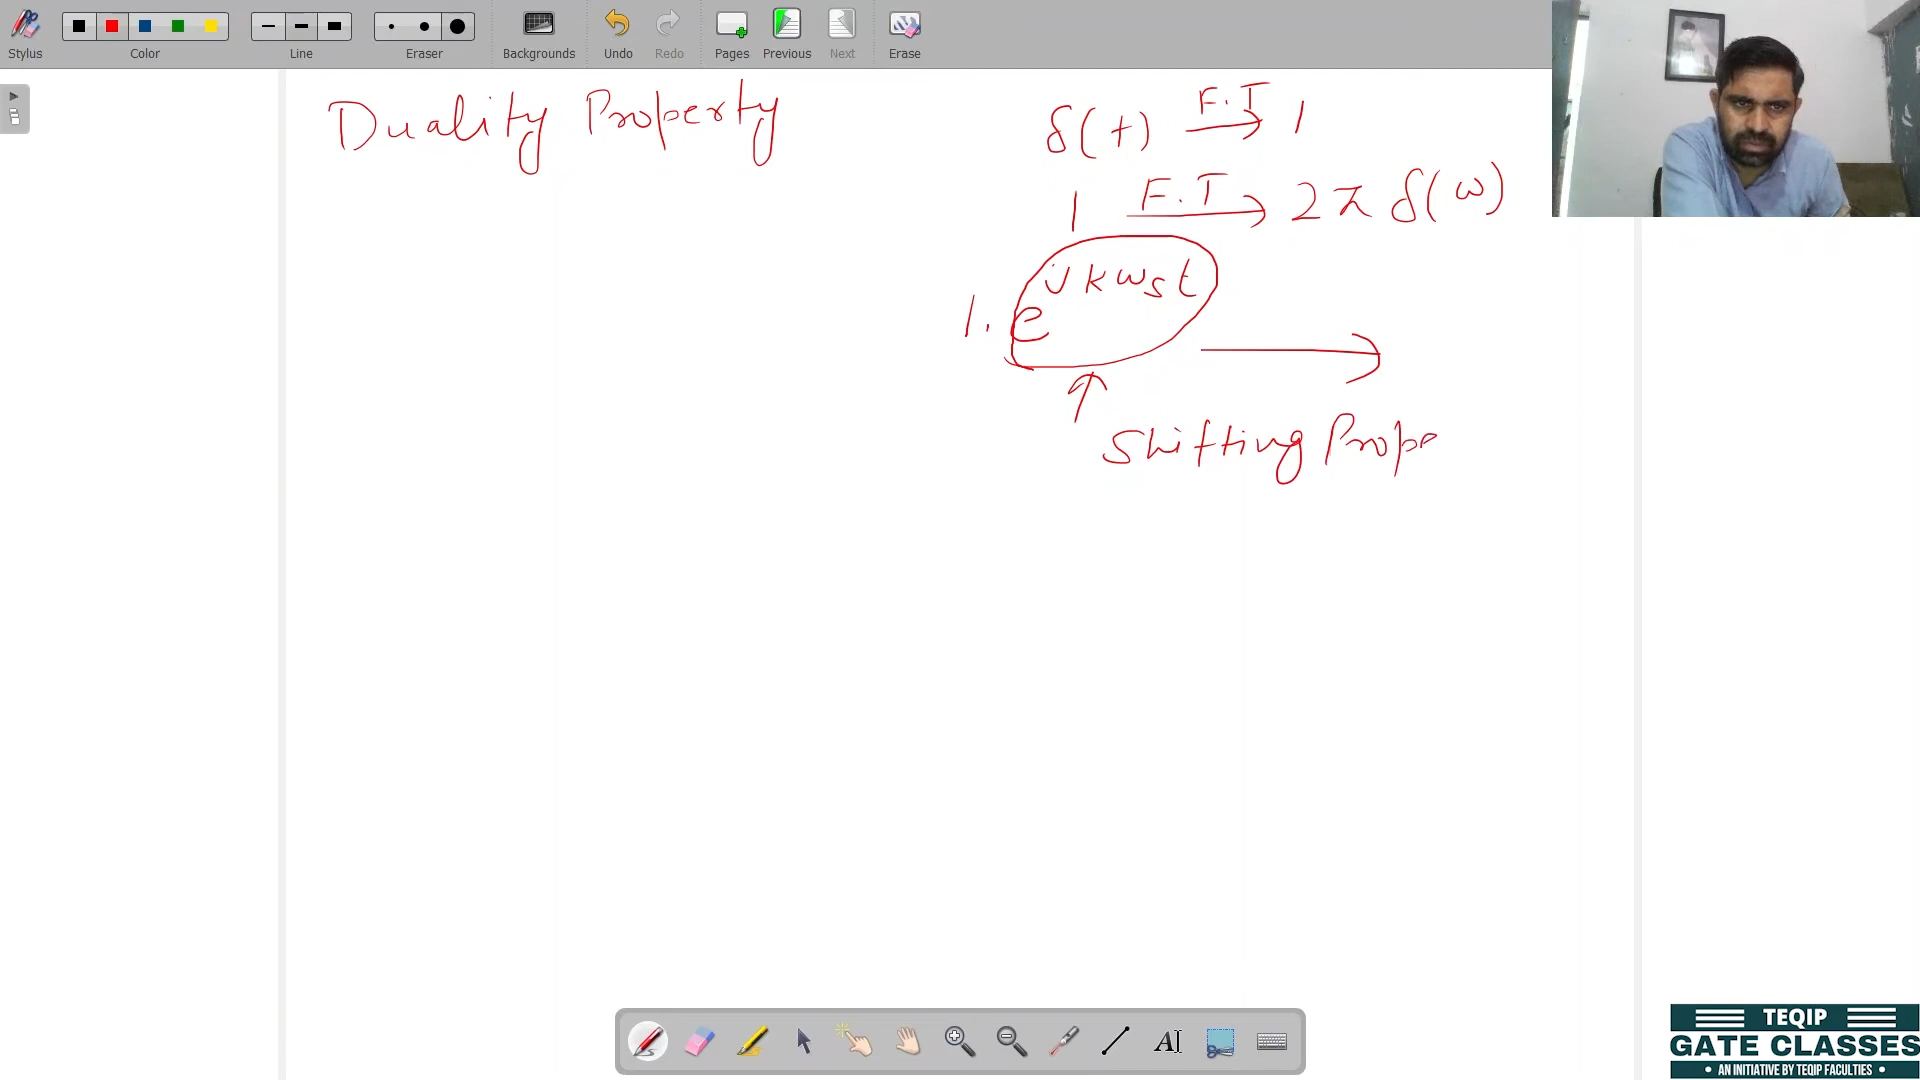 Stylus
Color
Line
Eraser
Backgrounds
Undo
Redo
Pages
Previous
Next
Erase
Duality Property
δ(t) F.T → 1
1 F.T → 2π δ(ω)
1. e^{jkωst} →
↑
Shifting Prope
TEQIP
GATE CLASSES
• AN INITIATIVE BY TEQIP FACULTIES •